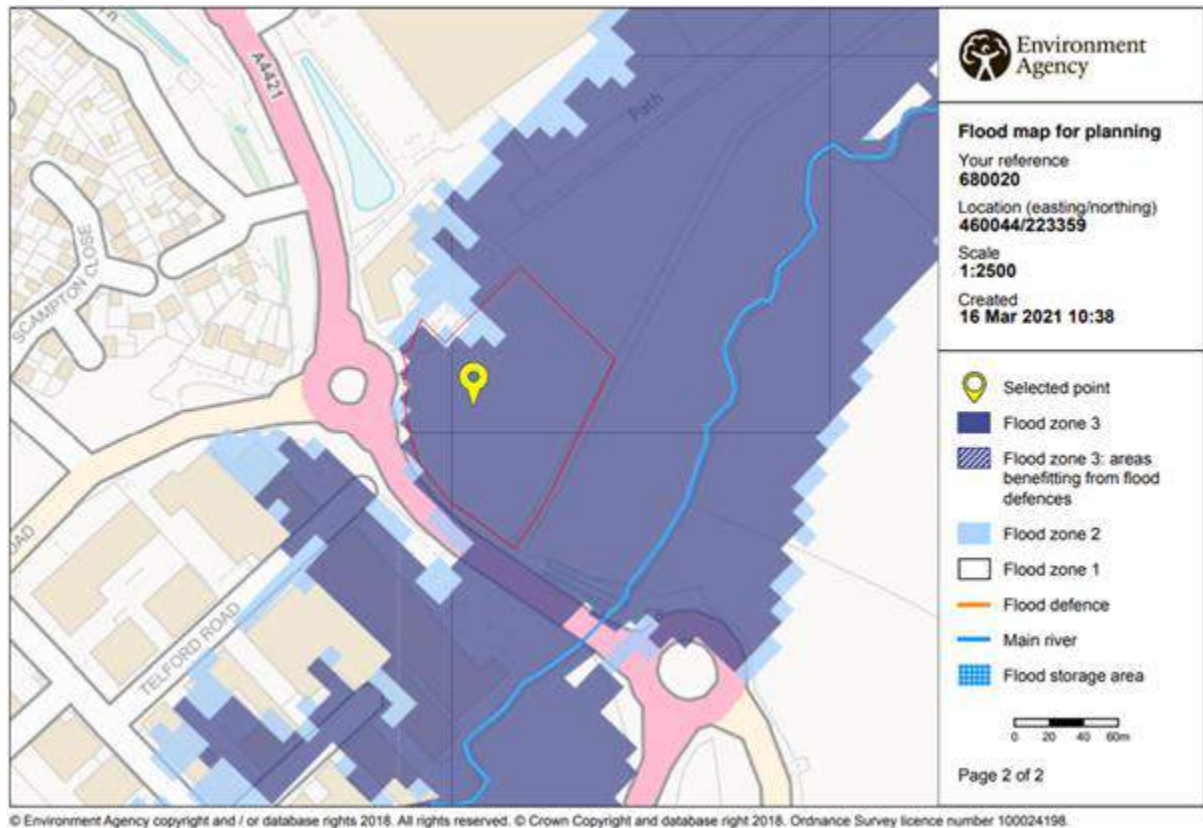 A4421
Path
SCAMPTON CLOSE
OAD
TELFORD ROAD
Environment
Agency
Flood map for planning
Your reference
680020
Location (easting/northing)
460044/223359
Scale
1:2500
Created
16 Mar 2021 10:38
Selected point
Flood zone 3
Flood zone 3: areas
benefitting from flood
defences
Flood zone 2
Flood zone 1
Flood defence
Main river
Flood storage area
0 20 40 60m
Page 2 of 2
© Environment Agency copyright and / or database rights 2018. All rights reserved. © Crown Copyright and database right 2018. Ordnance Survey licence number 100024198.